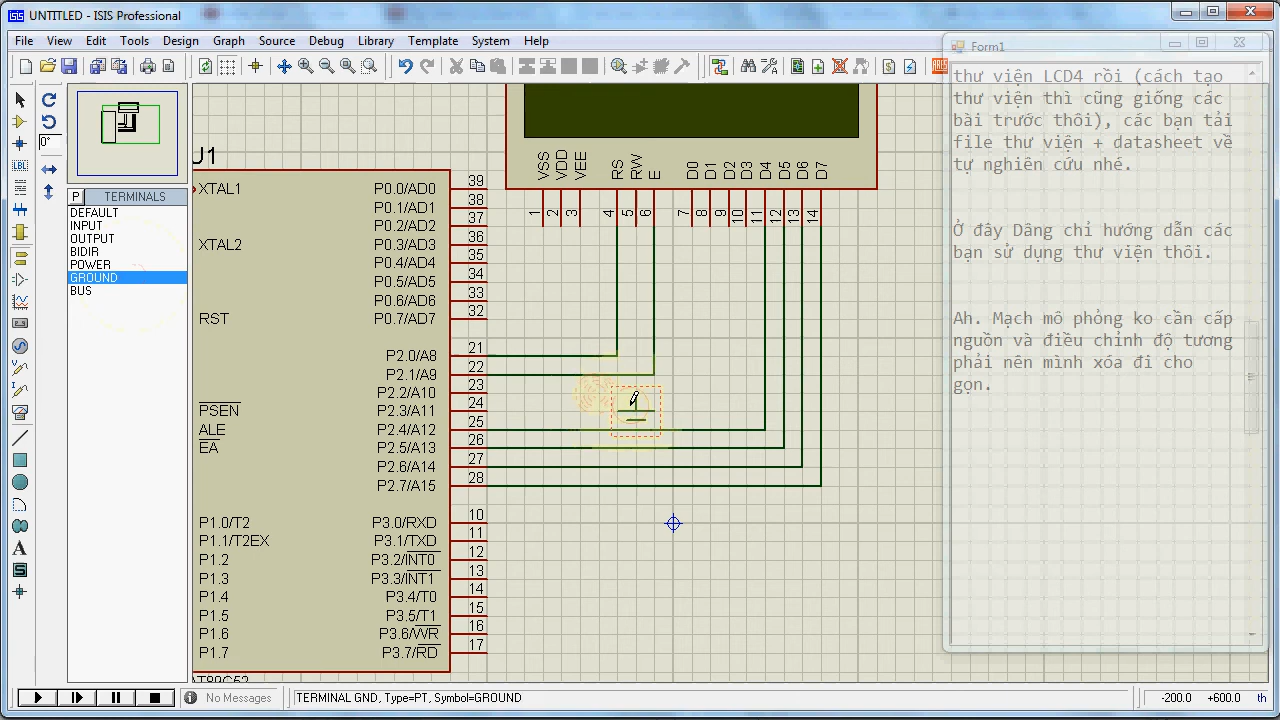 UNTITLED - ISIS Professional
File View Edit Tools Design Graph Source Debug Library Template System Help
Form1
thư viện LCD4 rồi (cách tạo
thư viện thì cũng giống các
bài trước thôi), các bạn tải
file thư viện + datasheet về
tự nghiên cứu nhé.
Ở đây Dâng chỉ hướng dẫn các
bạn sử dụng thư viện thôi.
Ah. Mạch mô phỏng ko cần cấp
nguồn và điều chỉnh độ tương
phải nên mình xóa đi cho
gọn.
0°
P TERMINALS
DEFAULT
INPUT
OUTPUT
BIDIR
POWER
GROUND
BUS
LBL
ARES
U1
XTAL1
XTAL2
RST
PSEN
ALE
EA
P1.0/T2
P1.1/T2EX
P1.2
P1.3
P1.4
P1.5
P1.6
P1.7
P0.0/AD0 39
P0.1/AD1 38
P0.2/AD2 37
P0.3/AD3 36
P0.4/AD4 35
P0.5/AD5 34
P0.6/AD6 33
P0.7/AD7 32
P2.0/A8 21
P2.1/A9 22
P2.2/A10 23
P2.3/A11 24
P2.4/A12 25
P2.5/A13 26
P2.6/A14 27
P2.7/A15 28
P3.0/RXD 10
P3.1/TXD 11
P3.2/INT0 12
P3.3/INT1 13
P3.4/T0 14
P3.5/T1 15
P3.6/WR 16
P3.7/RD 17
VSS VDD VEE RS RW E D0 D1 D2 D3 D4 D5 D6 D7
1 2 3 4 5 6 7 8 9 10 11 12 13 14
No Messages
TERMINAL GND, Type=PT, Symbol=GROUND
-200.0 +600.0 th